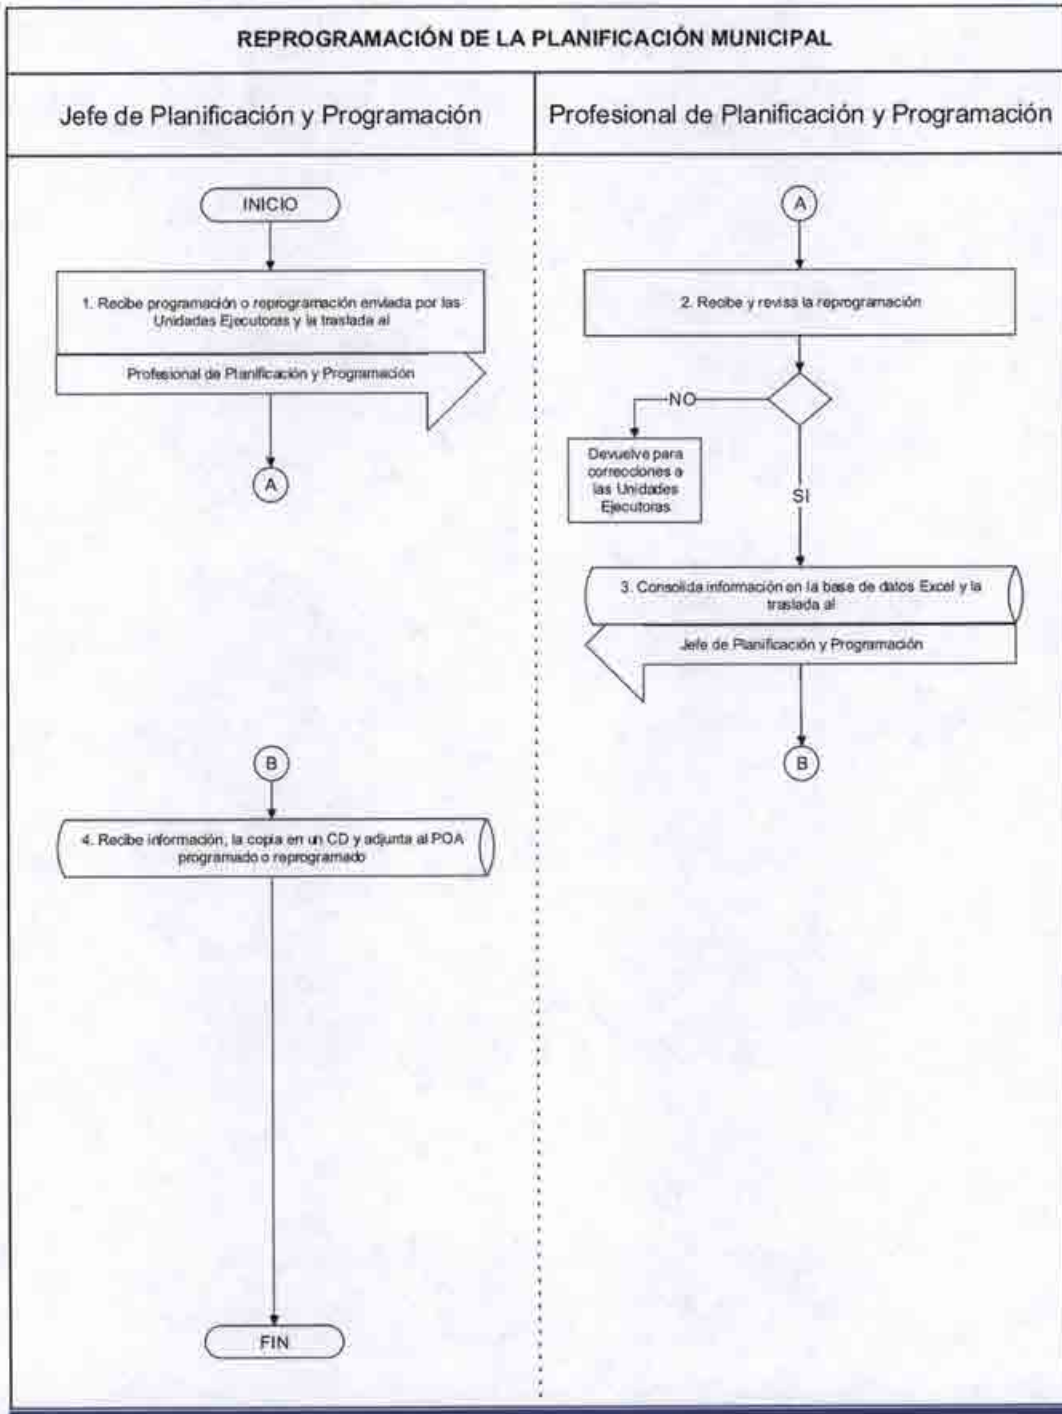 REPROGRAMACIÓN DE LA PLANIFICACIÓN MUNICIPAL
Jefe de Planificación y Programación
Profesional de Planificación y Programación
INICIO
1. Recibe programación o reprogramación enviada por las
Unidades Ejecutoras y la traslada al
Profesional de Planificación y Programación
A
A
2. Recibe y revisa la reprogramación
NO
Devuelve para
correcciones a
las Unidades
Ejecutoras
SI
3. Consolida información en la base de datos Excel y la
traslada al
Jefe de Planificación y Programación
B
B
4. Recibe información, la copia en un CD y adjunta al POA
programado o reprogramado
FIN